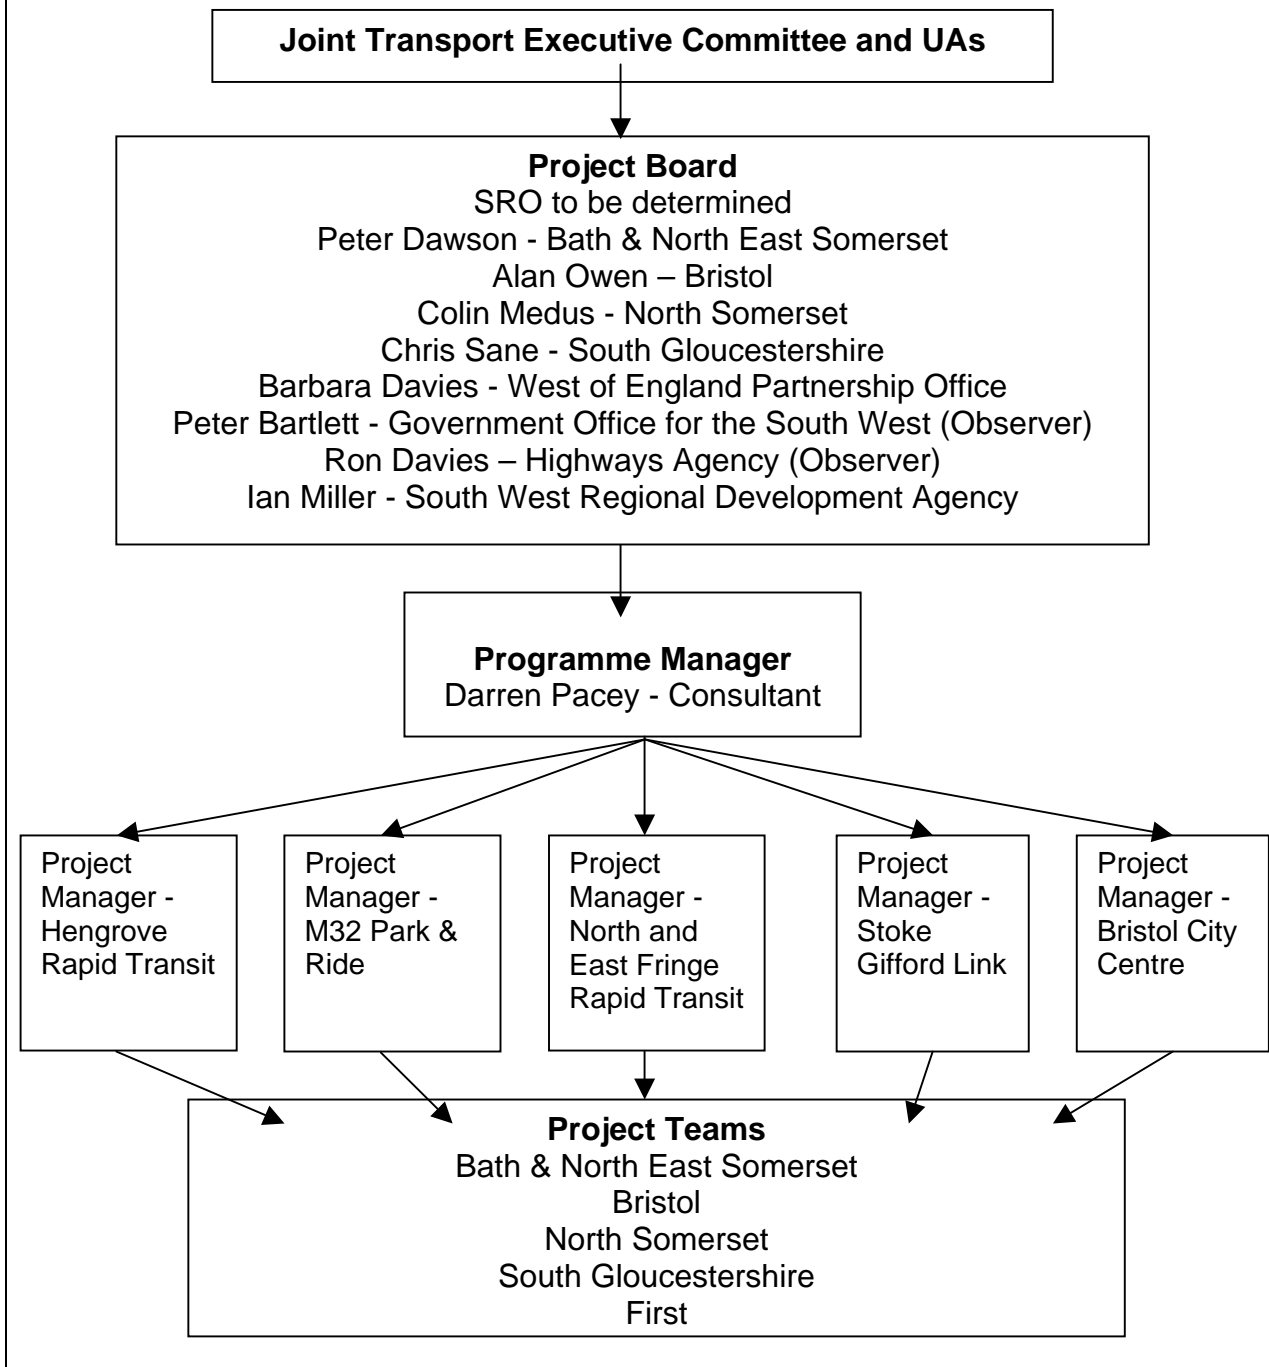 Joint Transport Executive Committee and UAs
Project Board
SRO to be determined
Peter Dawson - Bath & North East Somerset
Alan Owen – Bristol
Colin Medus - North Somerset
Chris Sane - South Gloucestershire
Barbara Davies - West of England Partnership Office
Peter Bartlett - Government Office for the South West (Observer)
Ron Davies – Highways Agency (Observer)
Ian Miller - South West Regional Development Agency
Programme Manager
Darren Pacey - Consultant
Project
Manager -
Hengrove
Rapid Transit
Project
Manager -
M32 Park &
Ride
Project
Manager -
North and
East Fringe
Rapid Transit
Project
Manager -
Stoke
Gifford Link
Project
Manager -
Bristol City
Centre
Project Teams
Bath & North East Somerset
Bristol
North Somerset
South Gloucestershire
First